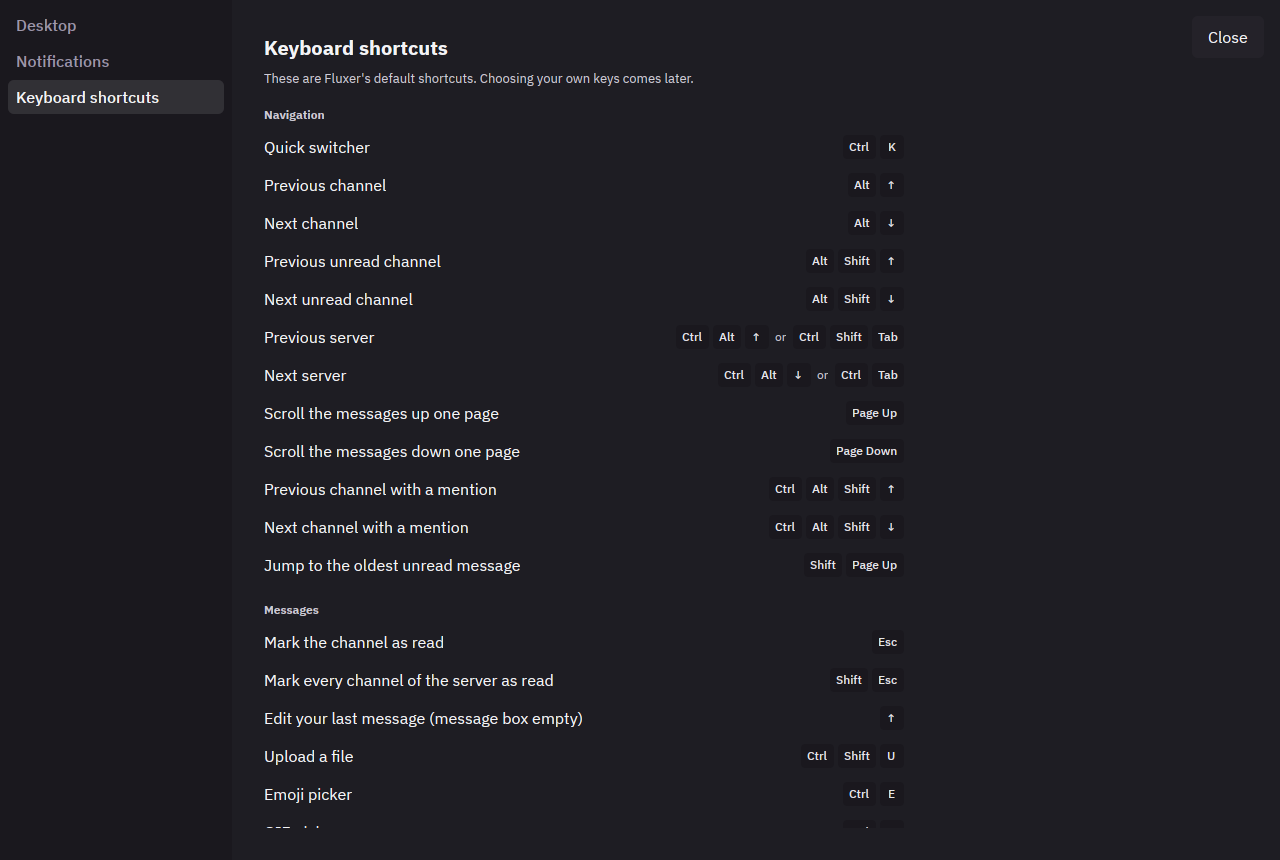 Desktop
Notifications
Keyboard shortcuts
Close
Keyboard shortcuts
These are Fluxer's default shortcuts. Choosing your own keys comes later.
Navigation
Quick switcher Ctrl K
Previous channel Alt ↑
Next channel Alt ↓
Previous unread channel Alt Shift ↑
Next unread channel Alt Shift ↓
Previous server Ctrl Alt ↑ or Ctrl Shift Tab
Next server Ctrl Alt ↓ or Ctrl Tab
Scroll the messages up one page Page Up
Scroll the messages down one page Page Down
Previous channel with a mention Ctrl Alt Shift ↑
Next channel with a mention Ctrl Alt Shift ↓
Jump to the oldest unread message Shift Page Up
Messages
Mark the channel as read Esc
Mark every channel of the server as read Shift Esc
Edit your last message (message box empty) ↑
Upload a file Ctrl Shift U
Emoji picker Ctrl E